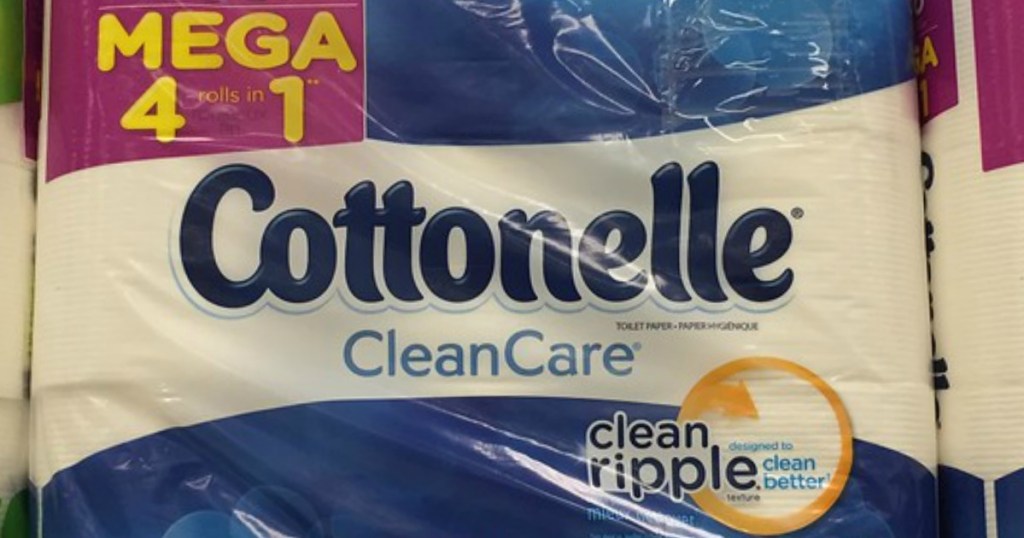 MEGA
4 rolls in 1**
Cottonelle®
TOILET PAPER • PAPIER HYGIÉNIQUE
CleanCare®
clean
ripple
designed to
clean
better
texture